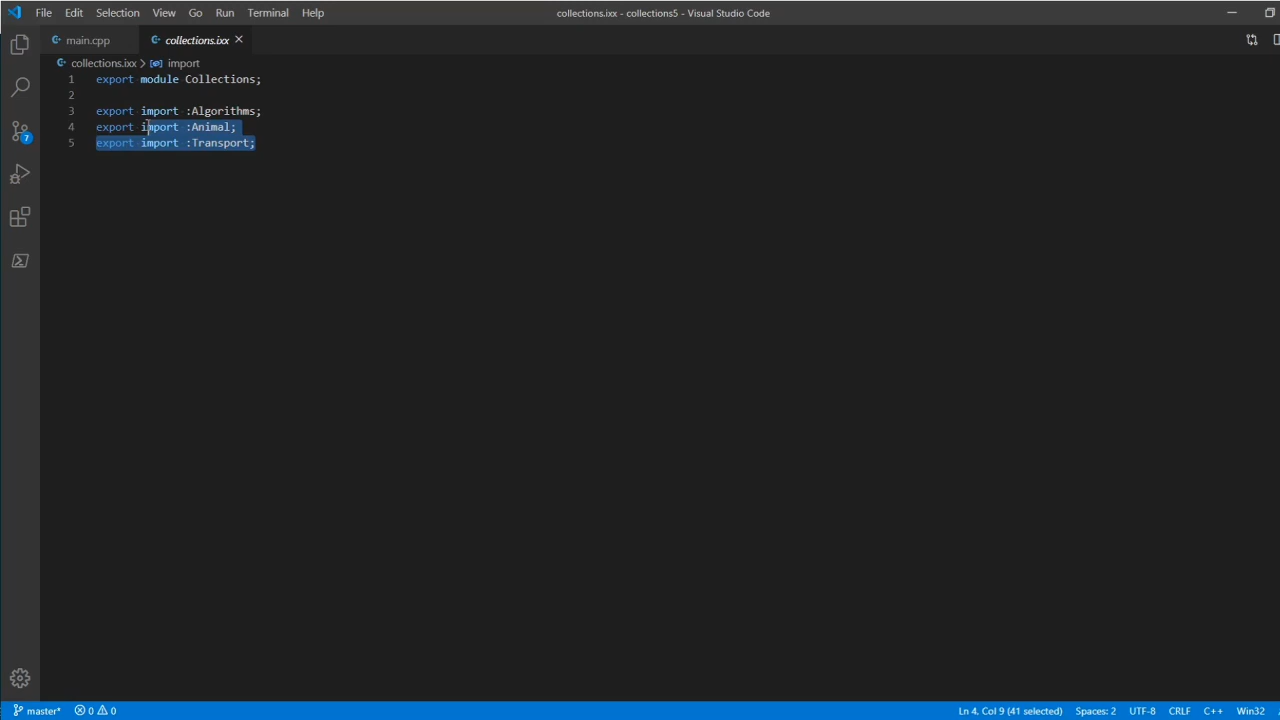 File Edit Selection View Go Run Terminal Help
collections.ixx - collections5 - Visual Studio Code
main.cpp collections.ixx
collections.ixx > import
1 export module Collections;
2
3 export import :Algorithms;
4 export import :Animal;
5 export import :Transport;
7
master* 0 0 Ln 4, Col 9 (41 selected) Spaces: 2 UTF-8 CRLF C++ Win32